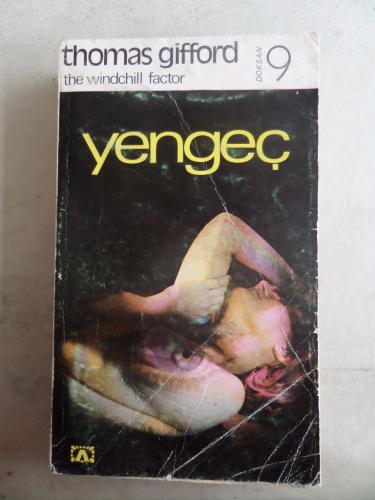 thomas gifford
the windchill factor
DOKSAN 9
yengeç